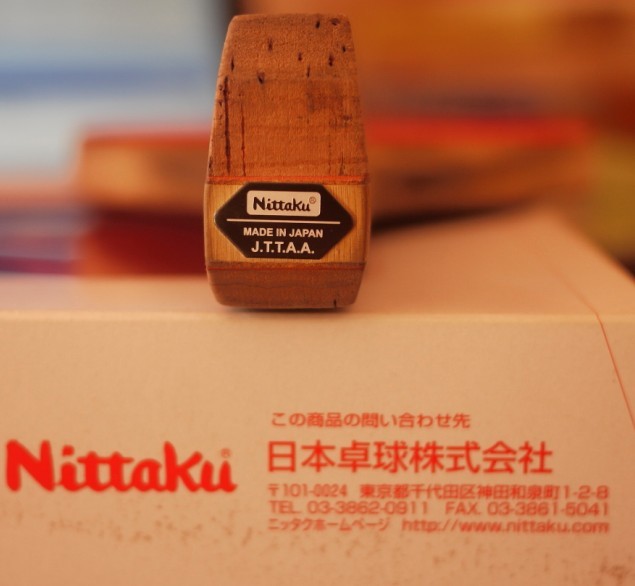 Nittaku®
MADE IN JAPAN
J.T.T.A.A.
この商品の問い合わせ先
Nittaku®
日本卓球株式会社
〒101-0024 東京都千代田区神田和泉町1-2-8
TEL. 03-3862-0911 FAX. 03-3861-5041
ニッタクホームページ http://www.nittaku.com